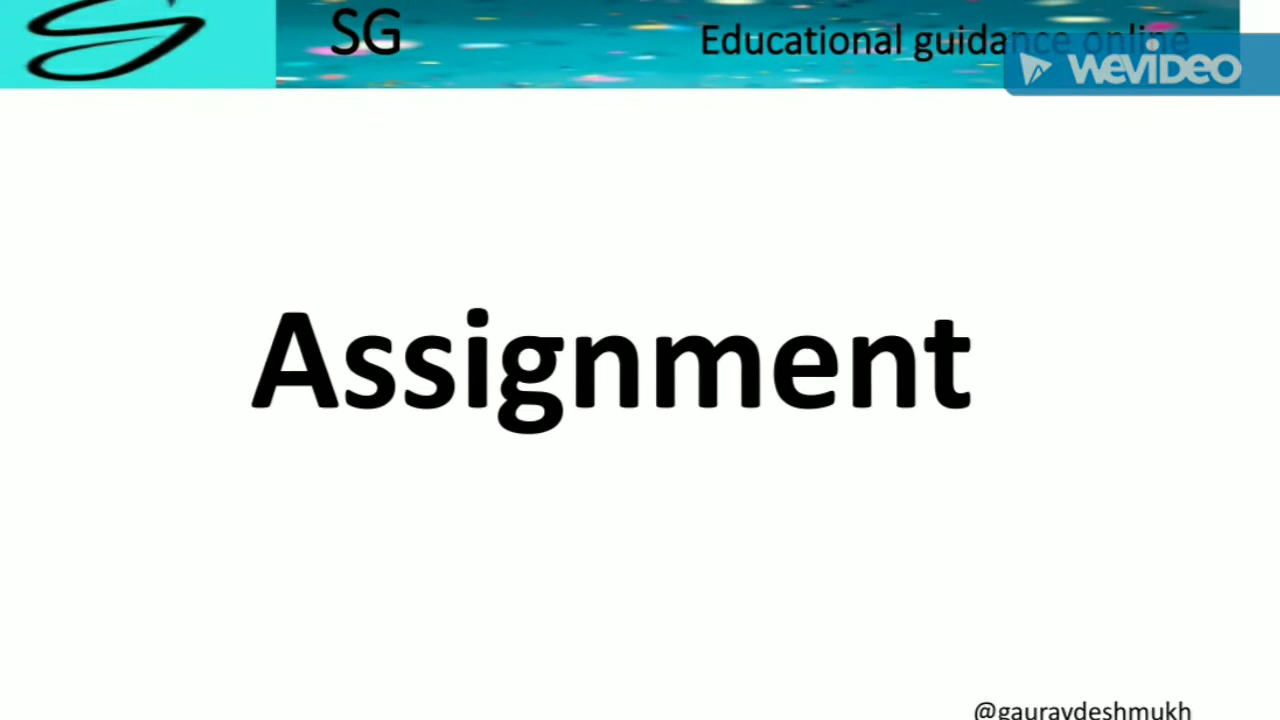 SG
Educational guidance online
WEVIDEO
Assignment
@gauravdeshmukh